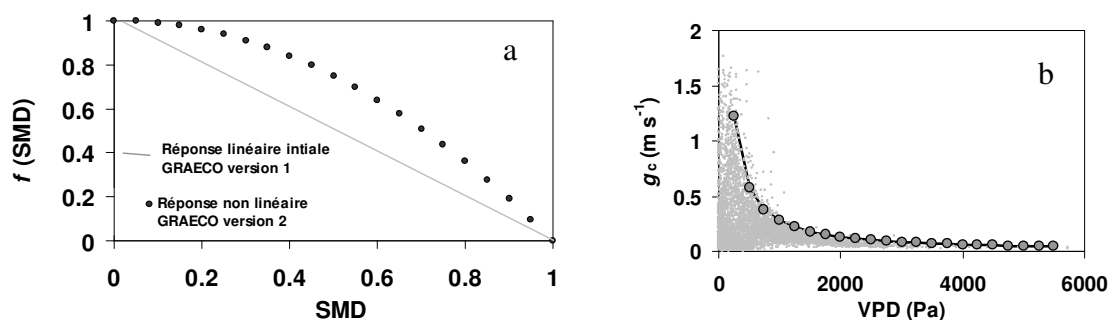 a
f (SMD)
1
0.8
0.6
0.4
0.2
0
Réponse linéaire intiale
GRAECO version 1
Réponse non linéaire
GRAECO version 2
0 0.2 0.4 0.6 0.8 1
SMD
b
gc (m s-1)
2
1.5
1
0.5
0
0 2000 4000 6000
VPD (Pa)